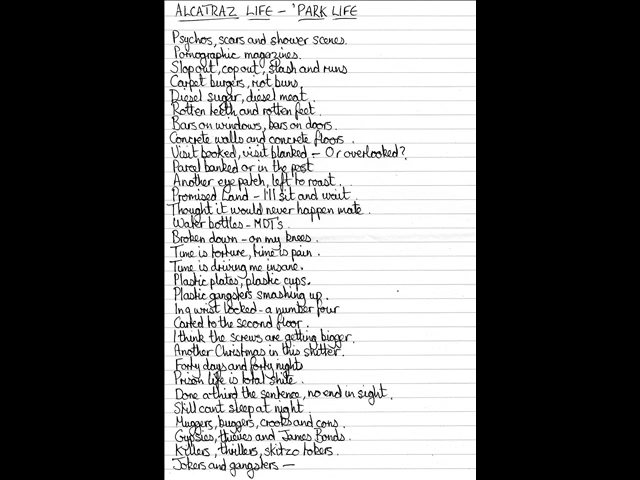 ALCATRAZ LIFE – 'PARK LIFE
Psychos, scars and shower scenes.
Pornographic magazines.
Slop out, cop out, slash and runs
Carpet burgers, riot buns.
Diesel sugar, diesel meat.
Rotten teeth and rotten feet.
Bars on windows, bars on doors.
Concrete walls and concrete floors.
Visit booked, visit blanked – Or overlooked?
Parcel banked or in the post
Another eye patch, left to roast.
Promised Land – I'll sit and wait.
Thought it would never happen mate.
Water bottles – MDT's
Broken down – on my knees.
Time is torture, time is pain.
Time is driving me insane.
Plastic plates, plastic cups.
Plastic gangsters smashing up.
In a wrist locked – a number four
Carted to the second floor.
I think the screws are getting bigger.
Another Christmas in this shitter.
Forty days and forty nights
Prison life is total shite.
Done a third the sentence, no end in sight.
Still cant sleep at night
Muggers, buggers, crooks and cons.
Gypsies, thieves and James Bonds.
Killers, thrillers, skitzo tokers.
Jokers and gangsters –